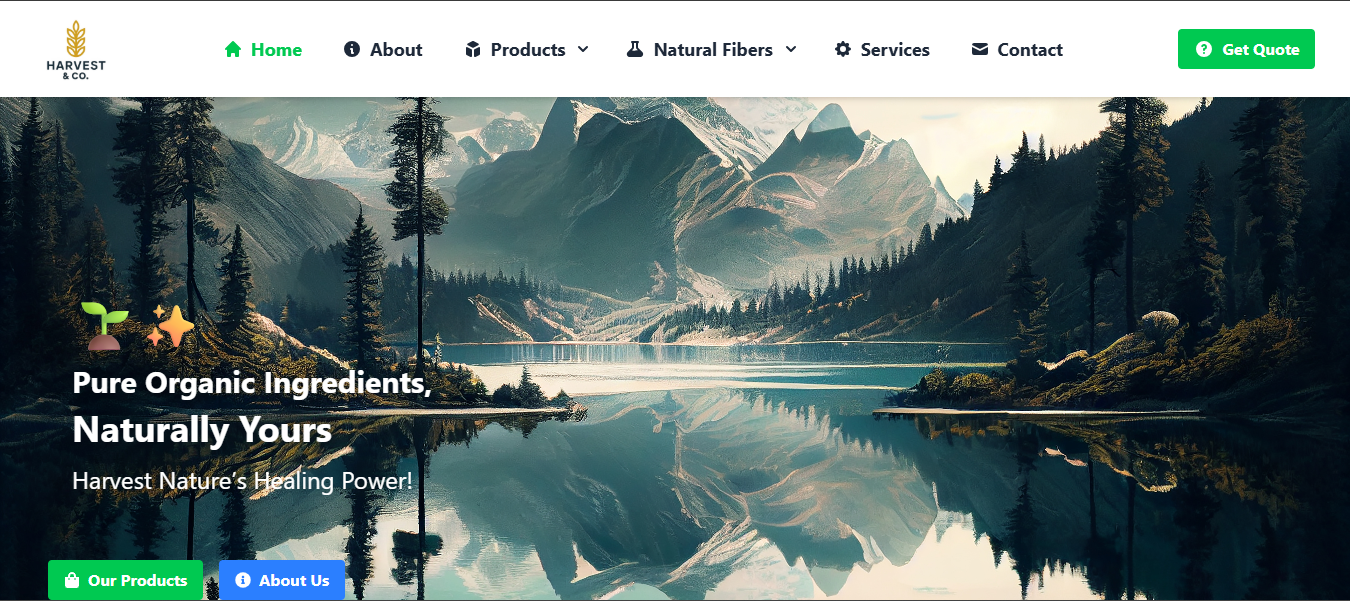 HARVEST
& CO.
Home
About
Products
Natural Fibers
Services
Contact
Get Quote
Pure Organic Ingredients,
Naturally Yours
Harvest Nature’s Healing Power!
Our Products
About Us